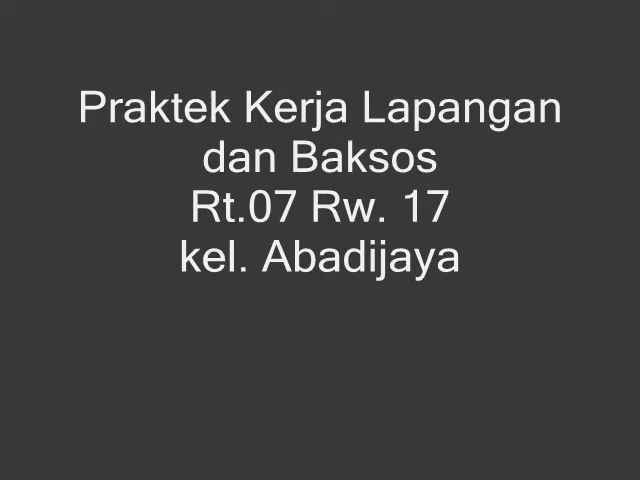 Praktek Kerja Lapangan
dan Baksos
Rt.07 Rw. 17
kel. Abadijaya